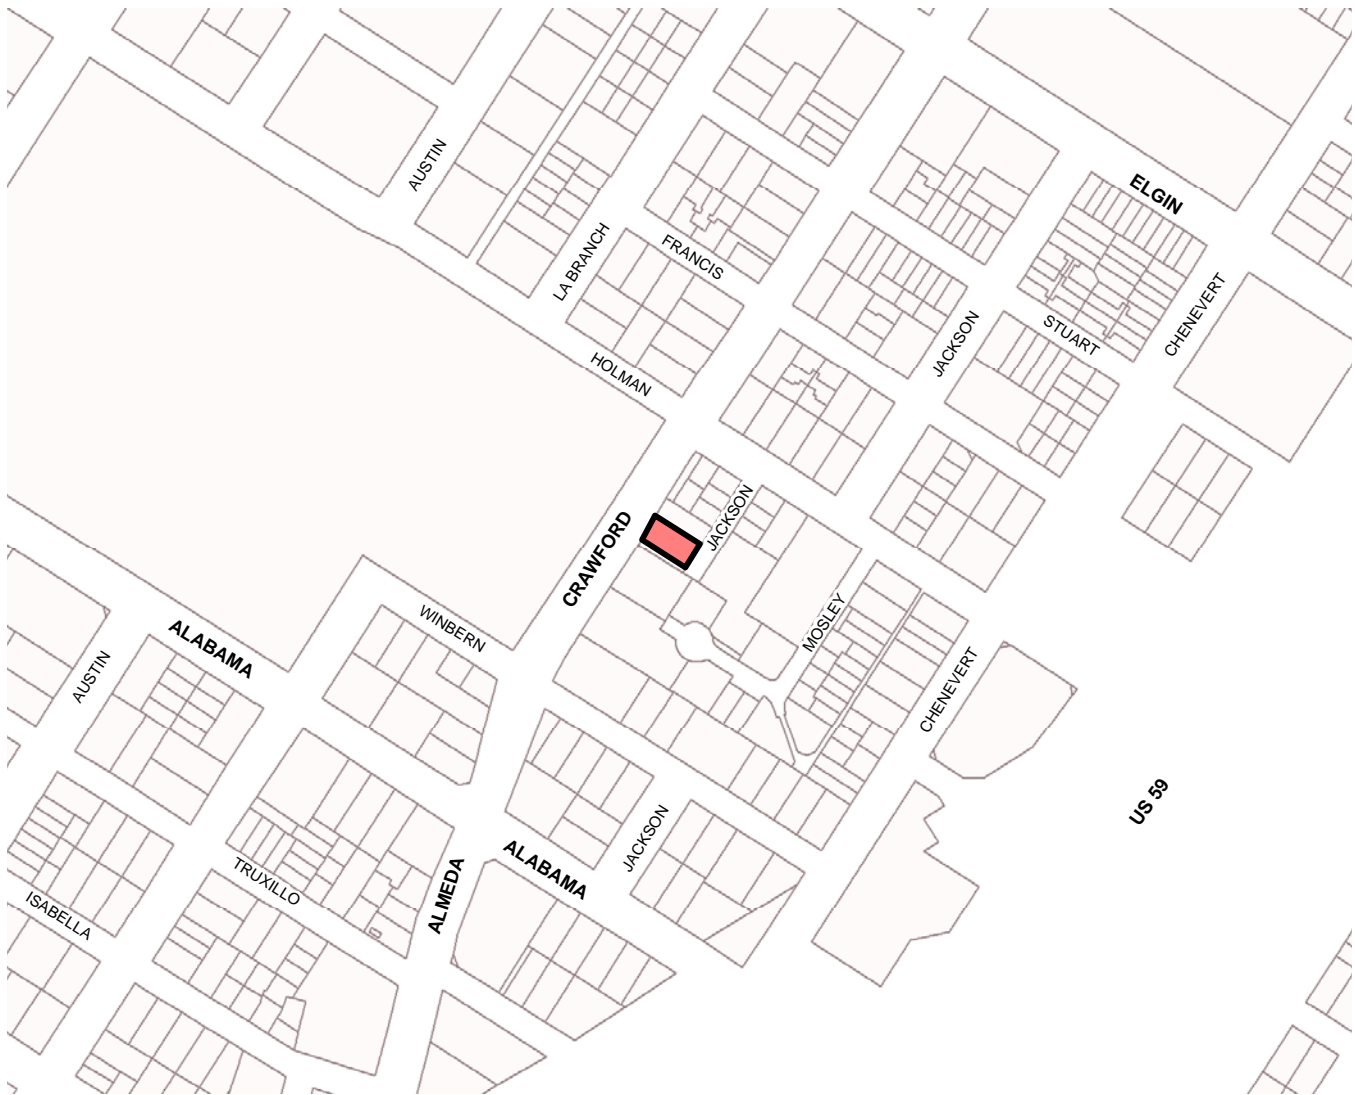 AUSTIN
ELGIN
LA BRANCH
FRANCIS
CHENEVERT
JACKSON
STUART
HOLMAN
JACKSON
CRAWFORD
MOSLEY
WINBERN
ALABAMA
AUSTIN
CHENEVERT
US 59
JACKSON
ALABAMA
TRUXILLO
ALMEDA
ISABELLA